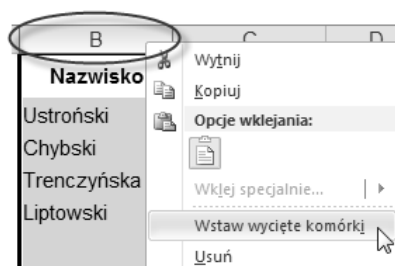 B C D
Nazwisko
Ustroński
Chybski
Trenczyńska
Liptowski
Wytnij
Kopiuj
Opcje wklejania:
Wklej specjalnie...
Wstaw wycięte komórki
Usuń